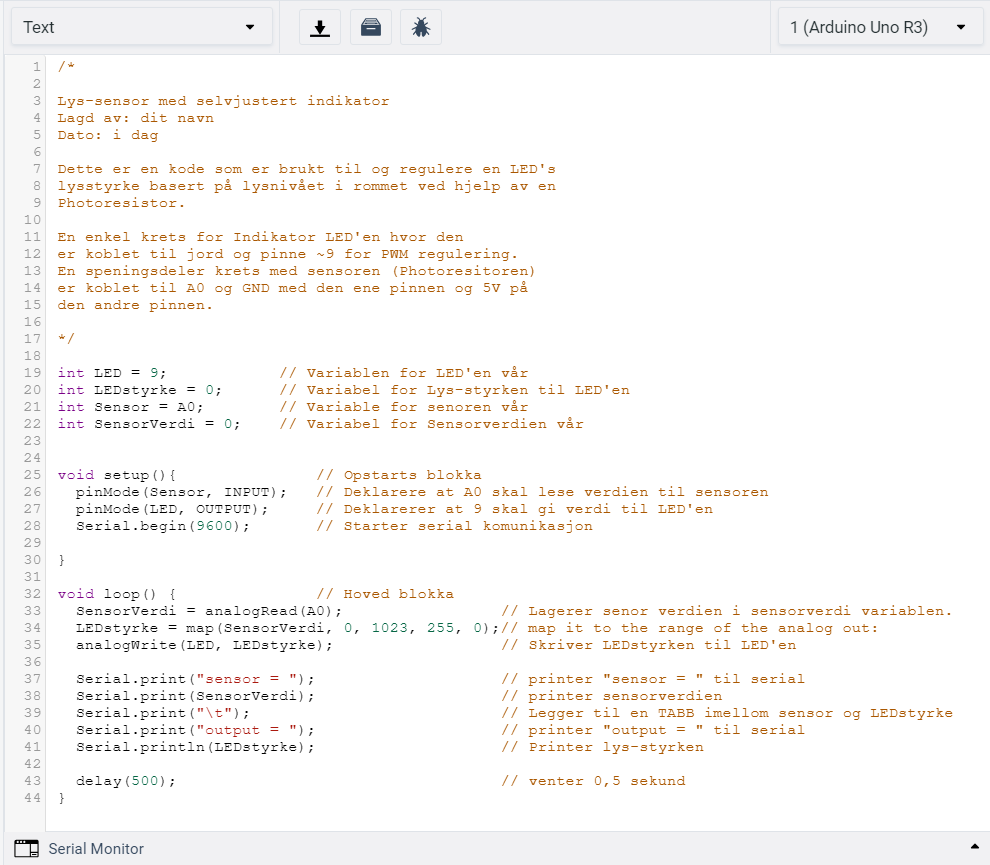 Text
1 (Arduino Uno R3)
1 /*
2
3 Lys-sensor med selvjustert indikator
4 Lagd av: dit navn
5 Dato: i dag
6
7 Dette er en kode som er brukt til og regulere en LED's
8 lysstyrke basert på lysnivået i rommet ved hjelp av en
9 Photoresistor.
10
11 En enkel krets for Indikator LED'en hvor den
12 er koblet til jord og pinne ~9 for PWM regulering.
13 En speningsdeler krets med sensoren (Photoresitoren)
14 er koblet til A0 og GND med den ene pinnen og 5V på
15 den andre pinnen.
16
17 */
18
19 int LED = 9; // Variablen for LED'en vår
20 int LEDstyrke = 0; // Variabel for Lys-styrken til LED'en
21 int Sensor = A0; // Variable for senoren vår
22 int SensorVerdi = 0; // Variabel for Sensorverdien vår
23
24
25 void setup(){ // Opstarts blokka
26 pinMode(Sensor, INPUT); // Deklarere at A0 skal lese verdien til sensoren
27 pinMode(LED, OUTPUT); // Deklarerer at 9 skal gi verdi til LED'en
28 Serial.begin(9600); // Starter serial komunikasjon
29
30 }
31
32 void loop() { // Hoved blokka
33 SensorVerdi = analogRead(A0); // Lagerer senor verdien i sensorverdi variablen.
34 LEDstyrke = map(SensorVerdi, 0, 1023, 255, 0);// map it to the range of the analog out:
35 analogWrite(LED, LEDstyrke); // Skriver LEDstyrken til LED'en
36
37 Serial.print("sensor = "); // printer "sensor = " til serial
38 Serial.print(SensorVerdi); // printer sensorverdien
39 Serial.print("\t"); // Legger til en TABB imellom sensor og LEDstyrke
40 Serial.print("output = "); // printer "output = " til serial
41 Serial.println(LEDstyrke); // Printer lys-styrken
42
43 delay(500); // venter 0,5 sekund
44 }
Serial Monitor